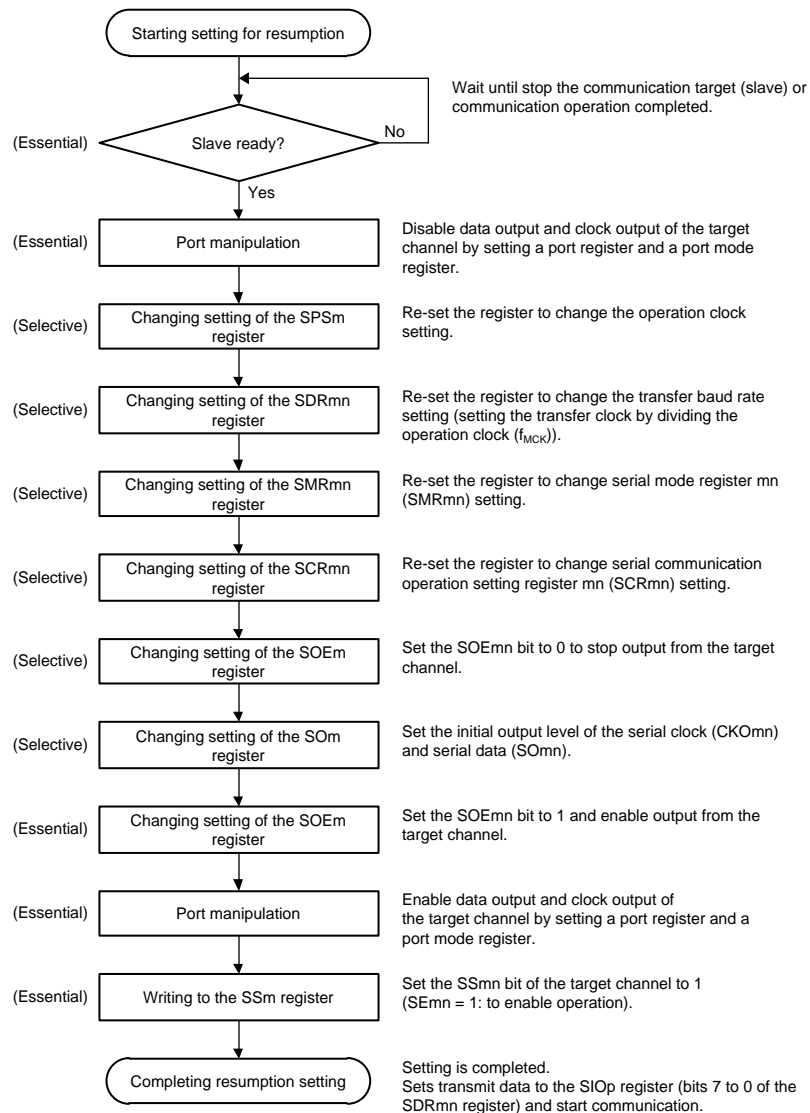 Starting setting for resumption
Wait until stop the communication target (slave) or
communication operation completed.
(Essential)
Slave ready?
No
Yes
(Essential)
Port manipulation
Disable data output and clock output of the target
channel by setting a port register and a port mode
register.
(Selective)
Changing setting of the SPSm
register
Re-set the register to change the operation clock
setting.
(Selective)
Changing setting of the SDRmn
register
Re-set the register to change the transfer baud rate
setting (setting the transfer clock by dividing the
operation clock (fMCK)).
(Selective)
Changing setting of the SMRmn
register
Re-set the register to change serial mode register mn
(SMRmn) setting.
(Selective)
Changing setting of the SCRmn
register
Re-set the register to change serial communication
operation setting register mn (SCRmn) setting.
(Selective)
Changing setting of the SOEm
register
Set the SOEmn bit to 0 to stop output from the target
channel.
(Selective)
Changing setting of the SOm
register
Set the initial output level of the serial clock (CKOmn)
and serial data (SOmn).
(Essential)
Changing setting of the SOEm
register
Set the SOEmn bit to 1 and enable output from the
target channel.
(Essential)
Port manipulation
Enable data output and clock output of
the target channel by setting a port register and a
port mode register.
(Essential)
Writing to the SSm register
Set the SSmn bit of the target channel to 1
(SEmn = 1: to enable operation).
Completing resumption setting
Setting is completed.
Sets transmit data to the SIOp register (bits 7 to 0 of the
SDRmn register) and start communication.